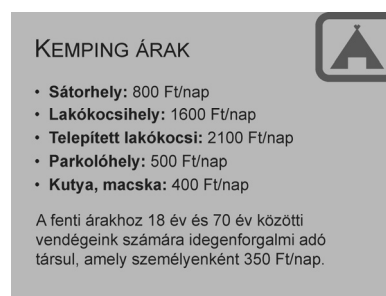 KEMPING ÁRAK
• Sátorhely: 800 Ft/nap
• Lakókocsihely: 1600 Ft/nap
• Telepített lakókocsi: 2100 Ft/nap
• Parkolóhely: 500 Ft/nap
• Kutya, macska: 400 Ft/nap
A fenti árakhoz 18 év és 70 év közötti
vendégeink számára idegenforgalmi adó
társul, amely személyenként 350 Ft/nap.